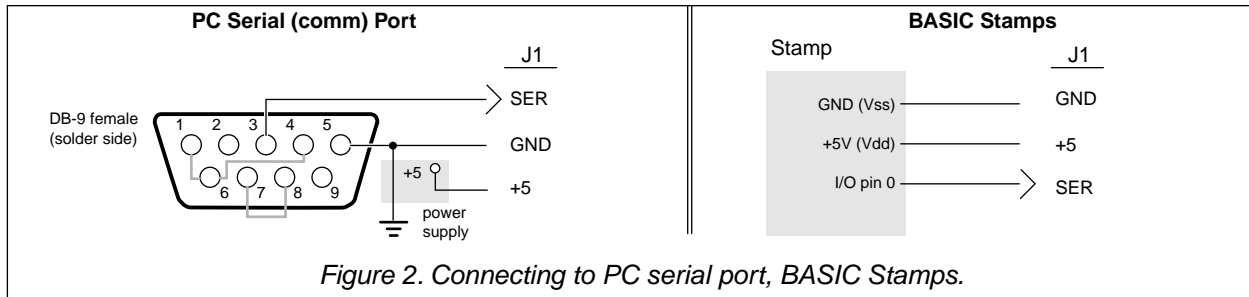 PC Serial (comm) Port
J1
SER
DB-9 female
(solder side)
1 2 3 4 5
6 7 8 9
GND
+5
+5
power
supply
BASIC Stamps
Stamp
J1
GND (Vss)
GND
+5V (Vdd)
+5
I/O pin 0
SER
Figure 2. Connecting to PC serial port, BASIC Stamps.